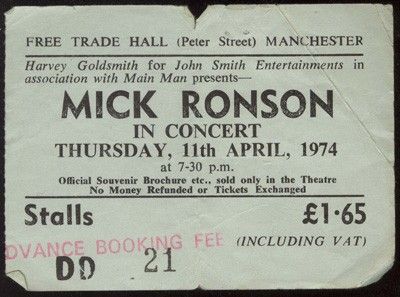 FREE TRADE HALL (Peter Street) MANCHESTER
Harvey Goldsmith for John Smith Entertainments in
association with Main Man presents—
MICK RONSON
IN CONCERT
THURSDAY, 11th APRIL, 1974
at 7-30 p.m.
Official Souvenir Brochure etc., sold only in the Theatre
No Money Refunded or Tickets Exchanged
Stalls £1·65
DVANCE BOOKING FEE (INCLUDING VAT)
DD 21